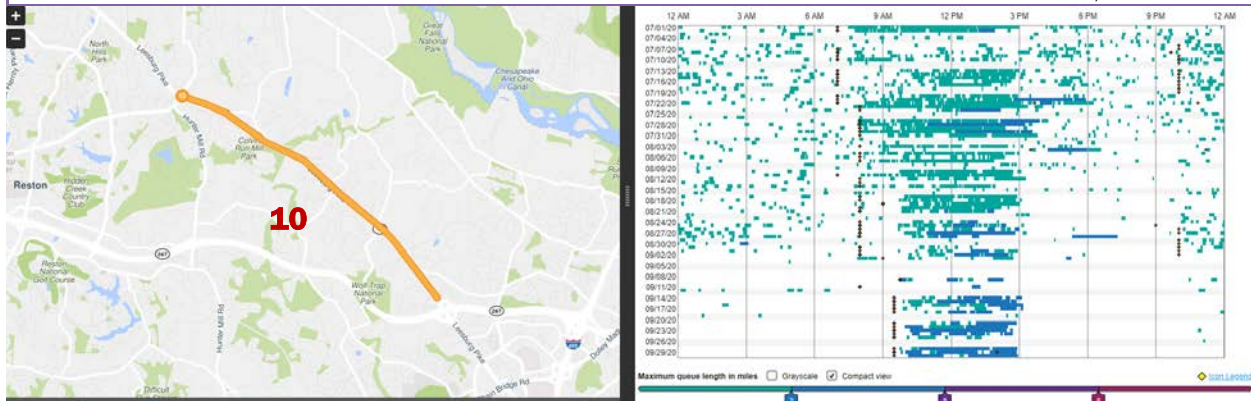 +
−
North Hills Park
Leesburg Pike
Great Falls National Park
Chesapeake And Ohio Canal
Hunter Mill Rd
Colvin Run Mill Park
Reston
Hidden Creek Country Club
10
267
Reston National Golf Course
Wolf Trap National Park
267
Hunter Mill Rd
Leesburg Pike
Difficult
Bridge Rd
12 AM 3 AM 6 AM 9 AM 12 PM 3 PM 6 PM 9 PM 12 AM
07/01/20
07/04/20
07/07/20
07/10/20
07/13/20
07/16/20
07/19/20
07/22/20
07/25/20
07/28/20
07/31/20
08/03/20
08/06/20
08/09/20
08/12/20
08/15/20
08/18/20
08/21/20
08/24/20
08/27/20
08/30/20
09/02/20
09/05/20
09/08/20
09/11/20
09/14/20
09/17/20
09/20/20
09/23/20
09/26/20
09/29/20
Maximum queue length in miles Grayscale Compact view Icon Legend